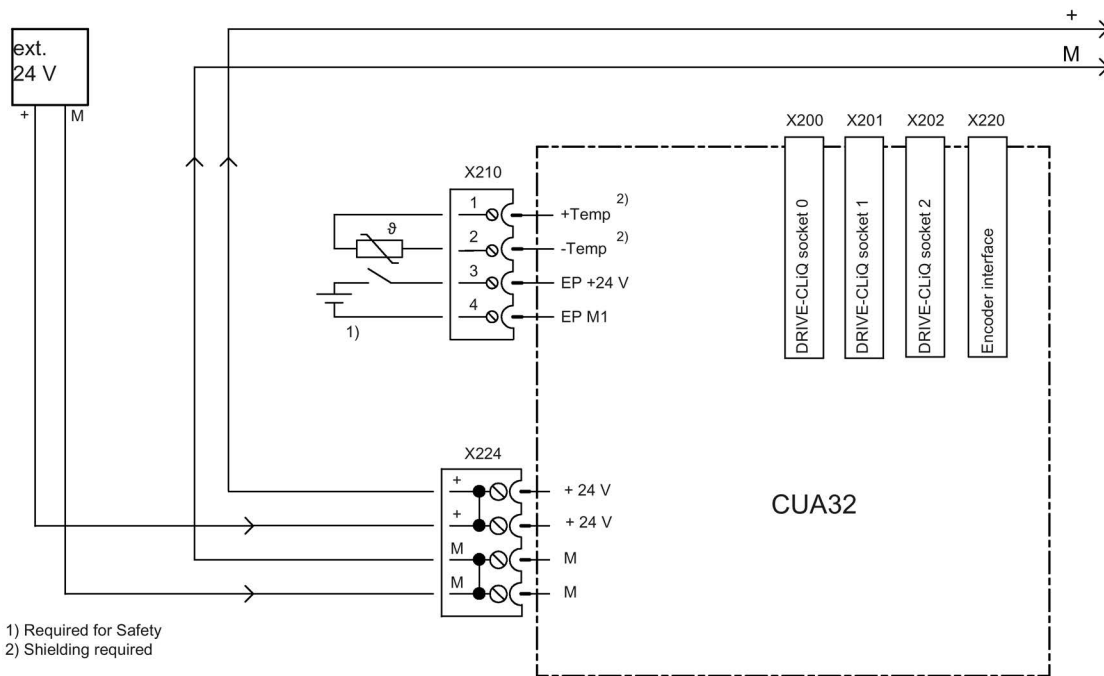 +
M
ext.
24 V
+ M
X200 X201 X202 X220
X210
1 +Temp 2)
ϑ
2 -Temp 2)
3 EP +24 V
4 EP M1
1)
DRIVE-CLiQ socket 0
DRIVE-CLiQ socket 1
DRIVE-CLiQ socket 2
Encoder interface
X224
+ + 24 V
+ + 24 V
M M
M M
CUA32
1) Required for Safety
2) Shielding required